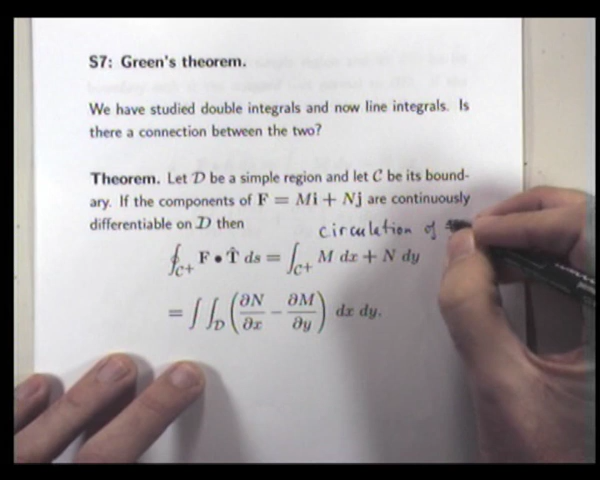 S7: Green's theorem.
We have studied double integrals and now line integrals. Is
there a connection between the two?
Theorem. Let D be a simple region and let C be its bound-
ary. If the components of F = Mi + Nj are continuously
differentiable on D then
circulation of
∮_{C+} F • T̂ ds = ∫_{C+} M dx + N dy
= ∫∫_D (∂N/∂x − ∂M/∂y) dx dy.